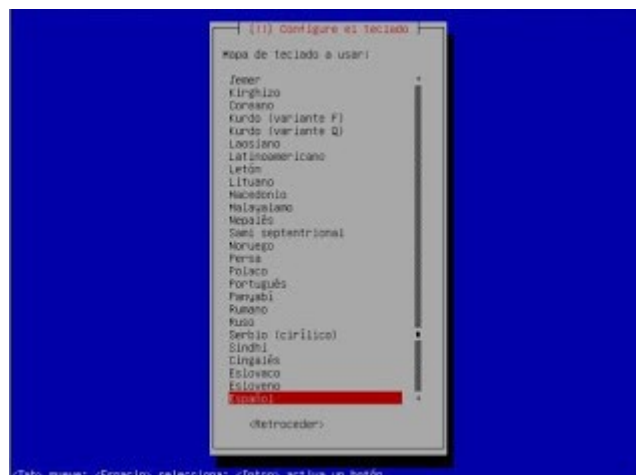 [!!] Configure el teclado
Mapa de teclado a usar:
Jemer
Kirghizo
Coreano
Kurdo (variante F)
Kurdo (variante Q)
Laosiano
Latinoamericano
Letón
Lituano
Macedonio
Malayalamo
Nepalés
Sami septentrional
Noruego
Persa
Polaco
Portugués
Panyabí
Rumano
Ruso
Serbio (cirílico)
Sindhi
Cingalés
Eslovaco
Esloveno
Español
<Retroceder>
<Tab> mueve; <Espacio> selecciona; <Intro> activa un botón